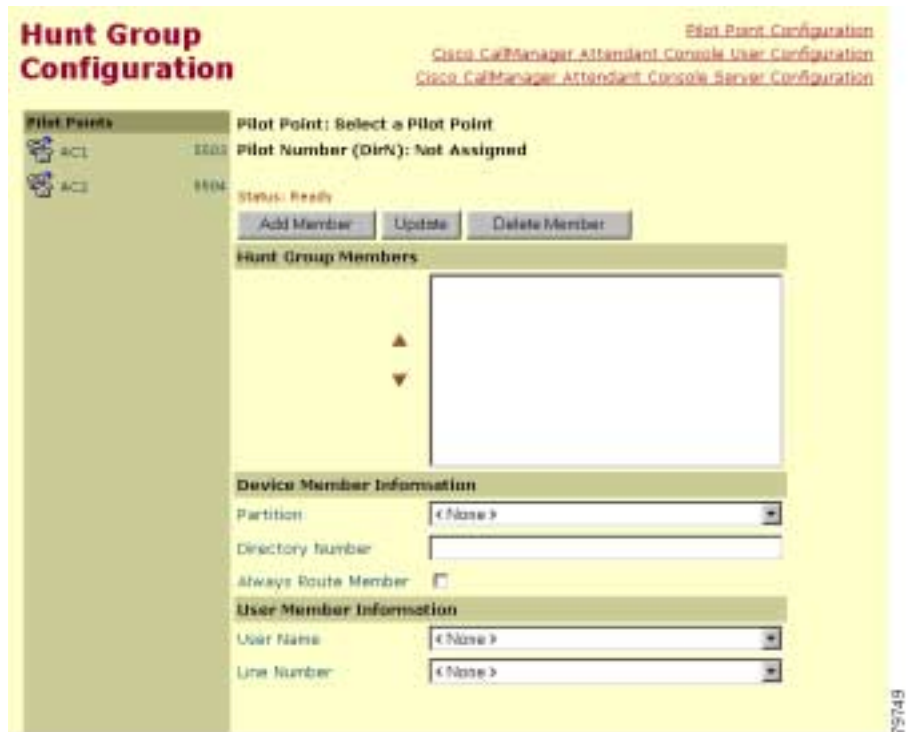 Hunt Group
Configuration
Pilot Point Configuration
Cisco CallManager Attendant Console User Configuration
Cisco CallManager Attendant Console Server Configuration
Pilot Points
AC1 5503
AC2 5504
Pilot Point: Select a Pilot Point
Pilot Number (DirN): Not Assigned
Status: Ready
Add Member Update Delete Member
Hunt Group Members
Device Member Information
Partition < None >
Directory Number
Always Route Member
User Member Information
User Name < None >
Line Number < None >
79749